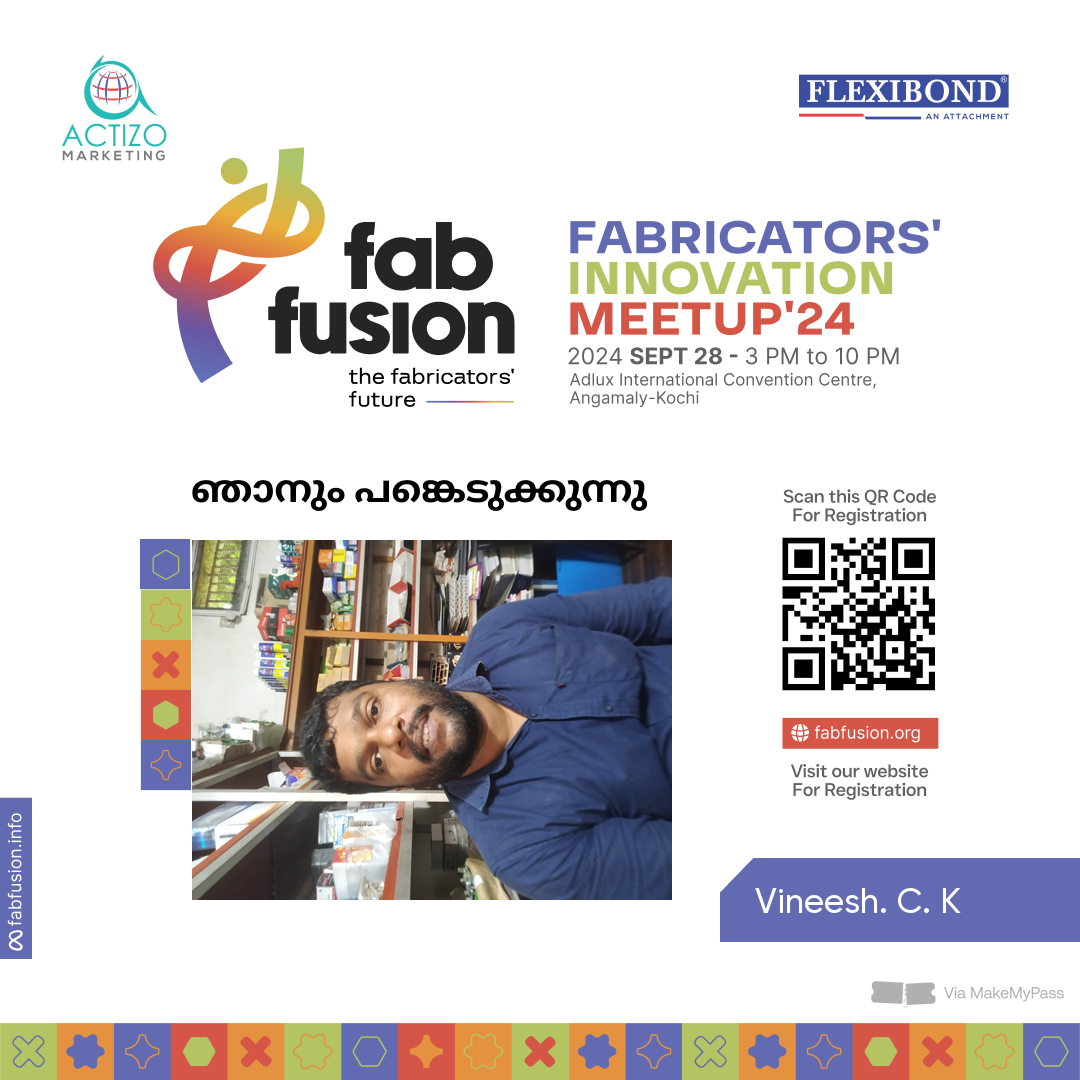 ACTIZO
MARKETING
FLEXIBOND®
AN ATTACHMENT
fab
fusion
the fabricators'
future
FABRICATORS'
INNOVATION
MEETUP'24
2024 SEPT 28 - 3 PM to 10 PM
Adlux International Convention Centre,
Angamaly-Kochi
ഞാനും പങ്കെടുക്കുന്നു
Scan this QR Code
For Registration
fabfusion.org
Visit our website
For Registration
fabfusion.info
Vineesh. C. K
Via MakeMyPass